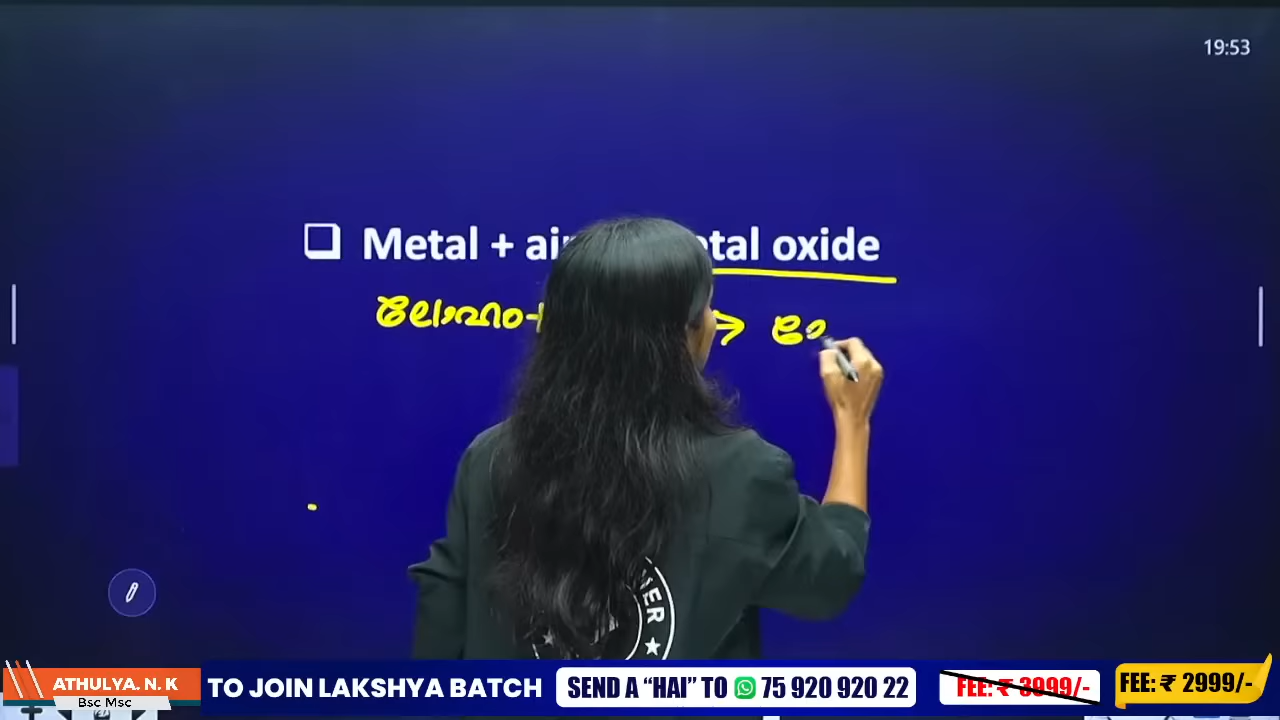 19:53
Metal + air tal oxide
ലോഹം + →
ER
ATHULYA. N. K
Bsc Msc
TO JOIN LAKSHYA BATCH
SEND A “HAI” TO 75 920 920 22
FEE: ₹ 3999/-
FEE: ₹ 2999/-